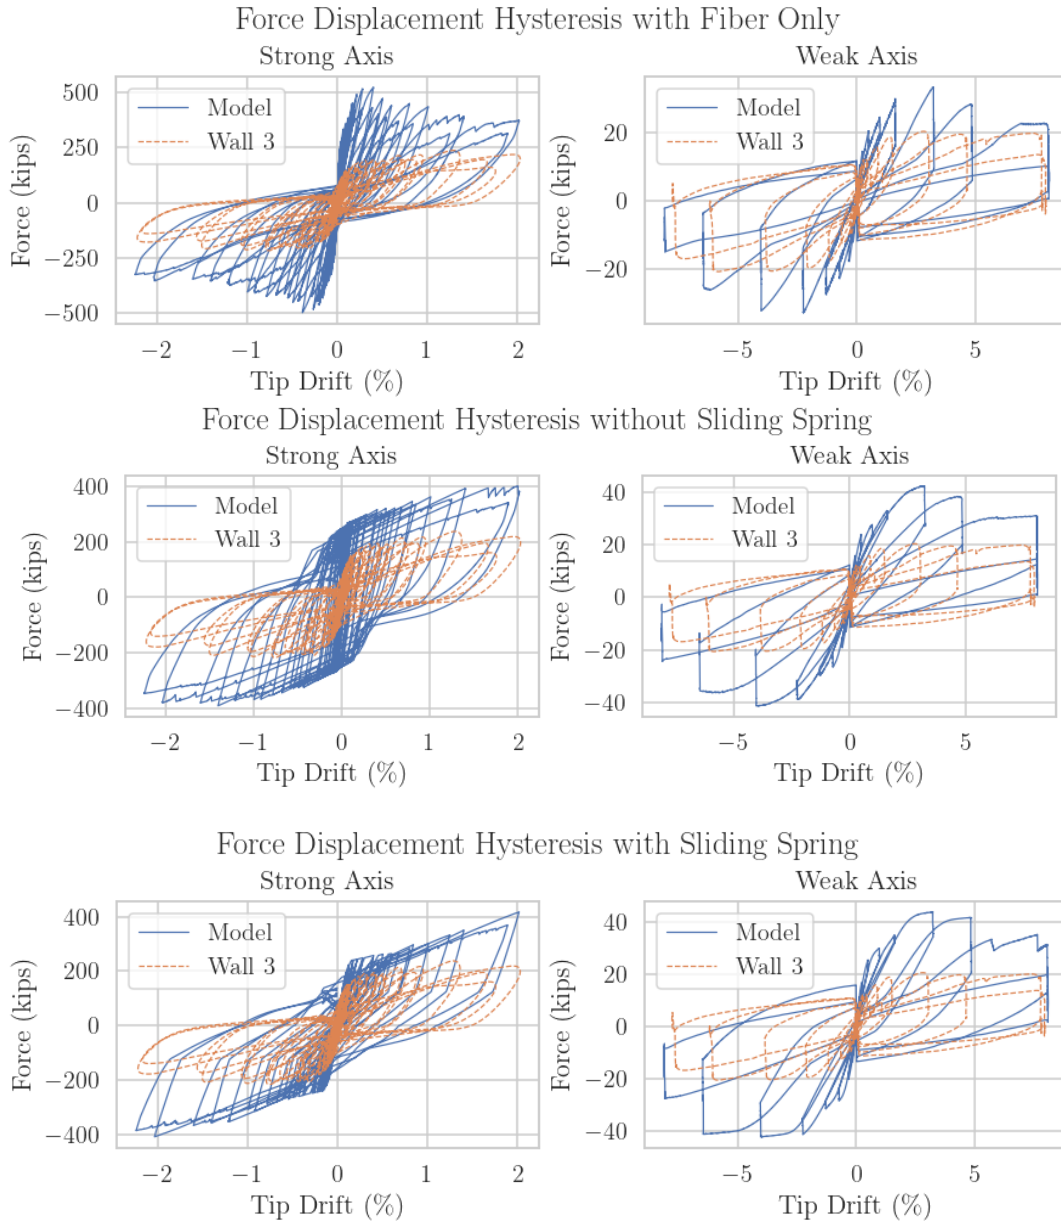 Force Displacement Hysteresis with Fiber Only
Strong Axis
Weak Axis
Force (kips)
500
250
0
−250
−500
Model
Wall 3
−2 −1 0 1 2
Tip Drift (%)
Force (kips)
20
0
−20
Model
Wall 3
−5 0 5
Tip Drift (%)
Force Displacement Hysteresis without Sliding Spring
Strong Axis
Weak Axis
Force (kips)
400
200
0
−200
−400
Model
Wall 3
−2 −1 0 1 2
Tip Drift (%)
Force (kips)
40
20
0
−20
−40
Model
Wall 3
−5 0 5
Tip Drift (%)
Force Displacement Hysteresis with Sliding Spring
Strong Axis
Weak Axis
Force (kips)
400
200
0
−200
−400
Model
Wall 3
−2 −1 0 1 2
Tip Drift (%)
Force (kips)
40
20
0
−20
−40
Model
Wall 3
−5 0 5
Tip Drift (%)